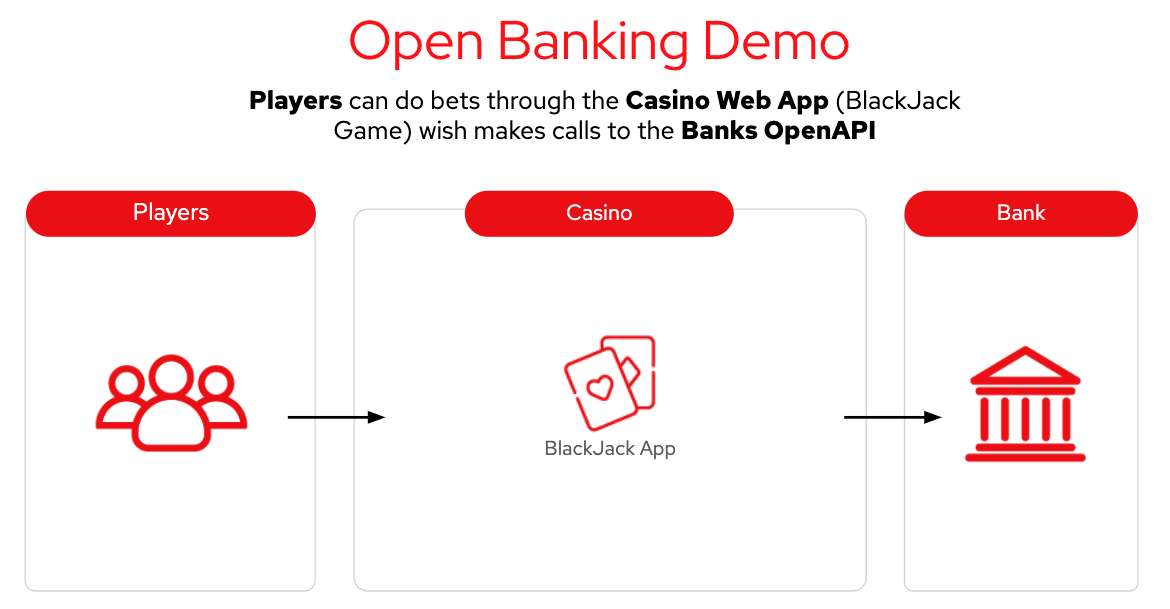 Open Banking Demo
Players can do bets through the Casino Web App (BlackJack
Game) wish makes calls to the Banks OpenAPI
Players
Casino
Bank
BlackJack App